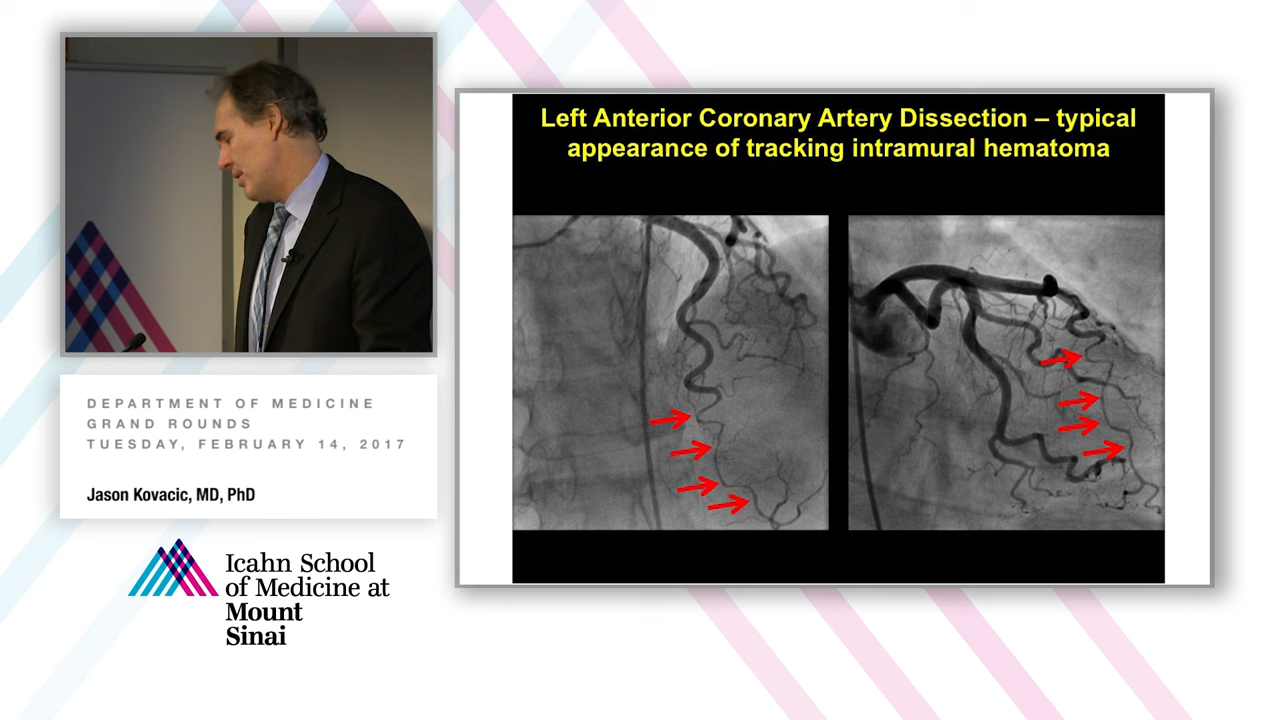 Left Anterior Coronary Artery Dissection – typical
appearance of tracking intramural hematoma
DEPARTMENT OF MEDICINE
GRAND ROUNDS
TUESDAY, FEBRUARY 14, 2017
Jason Kovacic, MD, PhD
Icahn School
of Medicine at
Mount
Sinai